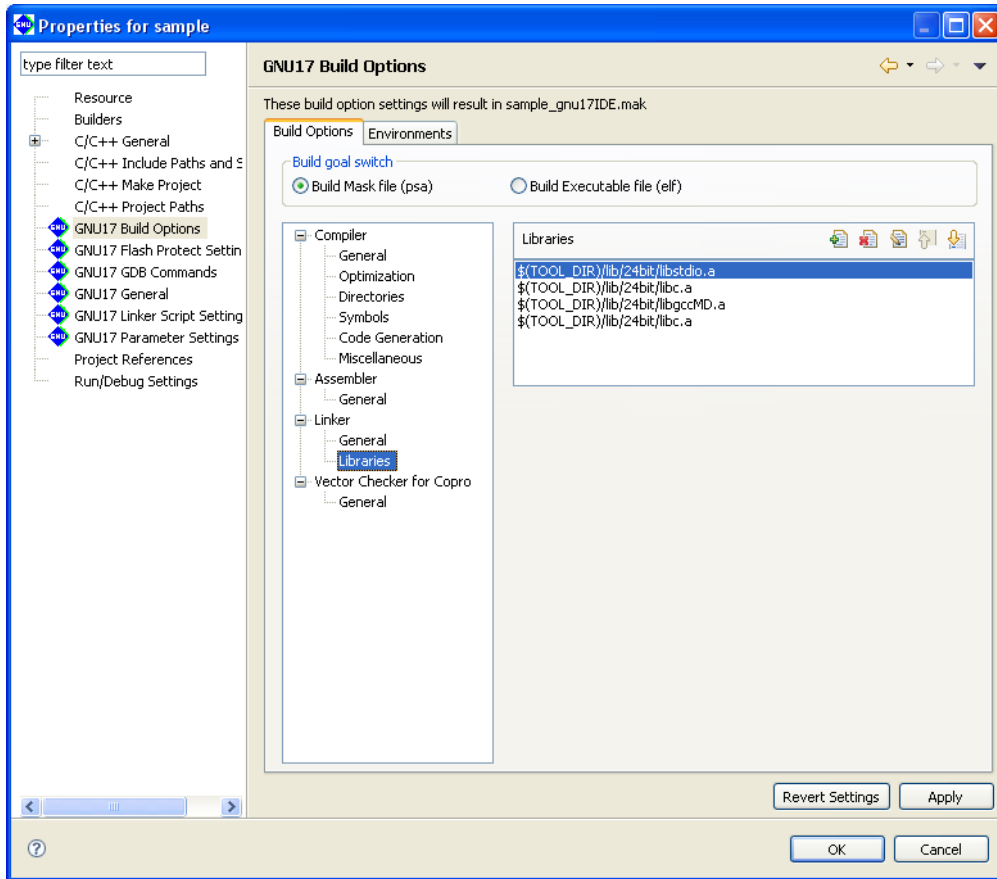 Properties for sample
type filter text
Resource
Builders
C/C++ General
C/C++ Include Paths and S
C/C++ Make Project
C/C++ Project Paths
GNU17 Build Options
GNU17 Flash Protect Settin
GNU17 GDB Commands
GNU17 General
GNU17 Linker Script Setting
GNU17 Parameter Settings
Project References
Run/Debug Settings
GNU17 Build Options
These build option settings will result in sample_gnu17IDE.mak
Build Options Environments
Build goal switch
Build Mask file (psa) Build Executable file (elf)
Compiler
General
Optimization
Directories
Symbols
Code Generation
Miscellaneous
Assembler
General
Linker
General
Libraries
Vector Checker for Copro
General
Libraries
$(TOOL_DIR)/lib/24bit/libstdio.a
$(TOOL_DIR)/lib/24bit/libc.a
$(TOOL_DIR)/lib/24bit/libgccMD.a
$(TOOL_DIR)/lib/24bit/libc.a
Revert Settings Apply
OK Cancel